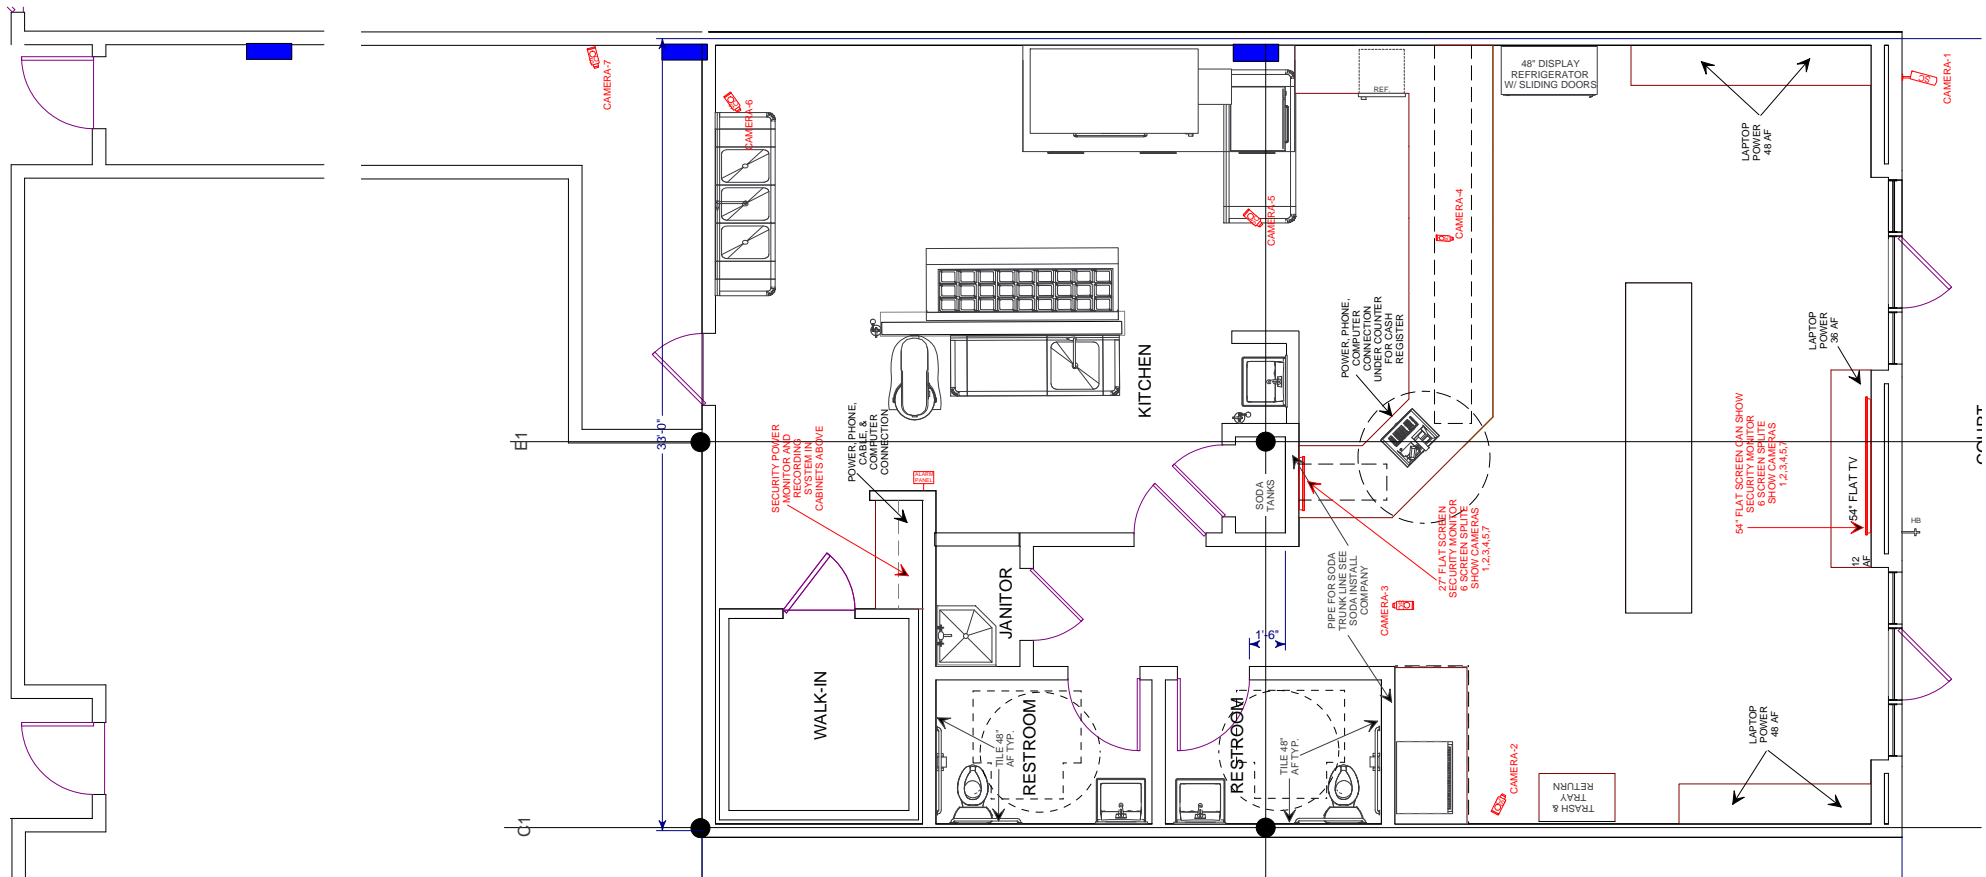 CAMERA-7
CAMERA-6
REF.
48" DISPLAY
REFRIGERATOR
W/ SLIDING DOORS
LAPTOP
POWER
48 AF
SC
CAMERA-1
CAMERA-5
CAMERA-4
KITCHEN
POWER, PHONE,
COMPUTER
CONNECTION
UNDER COUNTER
FOR CASH
REGISTER
LAPTOP
POWER
36 AF
E1
33'-0"
SECURITY POWER
MONITOR AND
RECORDING
SYSTEM IN
CABINETS ABOVE
POWER, PHONE,
CABLE, &
COMPUTER
CONNECTION
ALARM
PANEL
SODA
TANKS
27" FLAT SCREEN
SECURITY MONITOR
6 SCREEN SPLITE
SHOW CAMERAS
1,2,3,4,5,7
54" FLAT SCREEN CAN SHOW
SECURITY MONITOR
6 SCREEN SPLITE
SHOW CAMERAS
1,2,3,4,5,7
54" FLAT TV
12
AF
HB
COURT
JANITOR
PIPE FOR SODA
TRUNK LINE SEE
SODA INSTALL
COMPANY
CAMERA-3
1'-6"
WALK-IN
TILE 48"
AF TYP.
RESTROOM
RESTROOM
TILE 48"
AF TYP.
CAMERA-2
TRASH &
TRAY
RETURN
LAPTOP
POWER
48 AF
C1